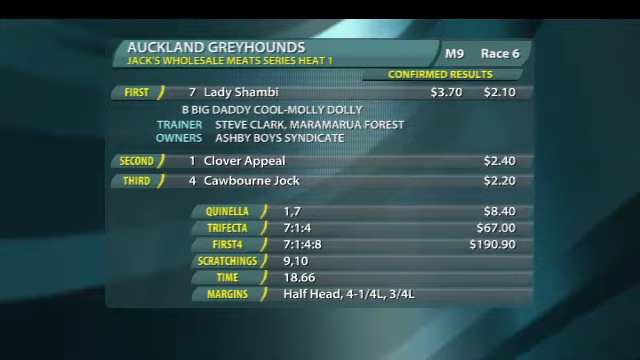 AUCKLAND GREYHOUNDS M9 Race 6
JACK'S WHOLESALE MEATS SERIES HEAT 1
CONFIRMED RESULTS
FIRST 7 Lady Shambi $3.70 $2.10
B BIG DADDY COOL-MOLLY DOLLY
TRAINER STEVE CLARK, MARAMARUA FOREST
OWNERS ASHBY BOYS SYNDICATE
SECOND 1 Clover Appeal $2.40
THIRD 4 Cawbourne Jock $2.20
QUINELLA 1,7 $8.40
TRIFECTA 7:1:4 $67.00
FIRST4 7:1:4:8 $190.90
SCRATCHINGS 9,10
TIME 18.66
MARGINS Half Head, 4-1/4L, 3/4L